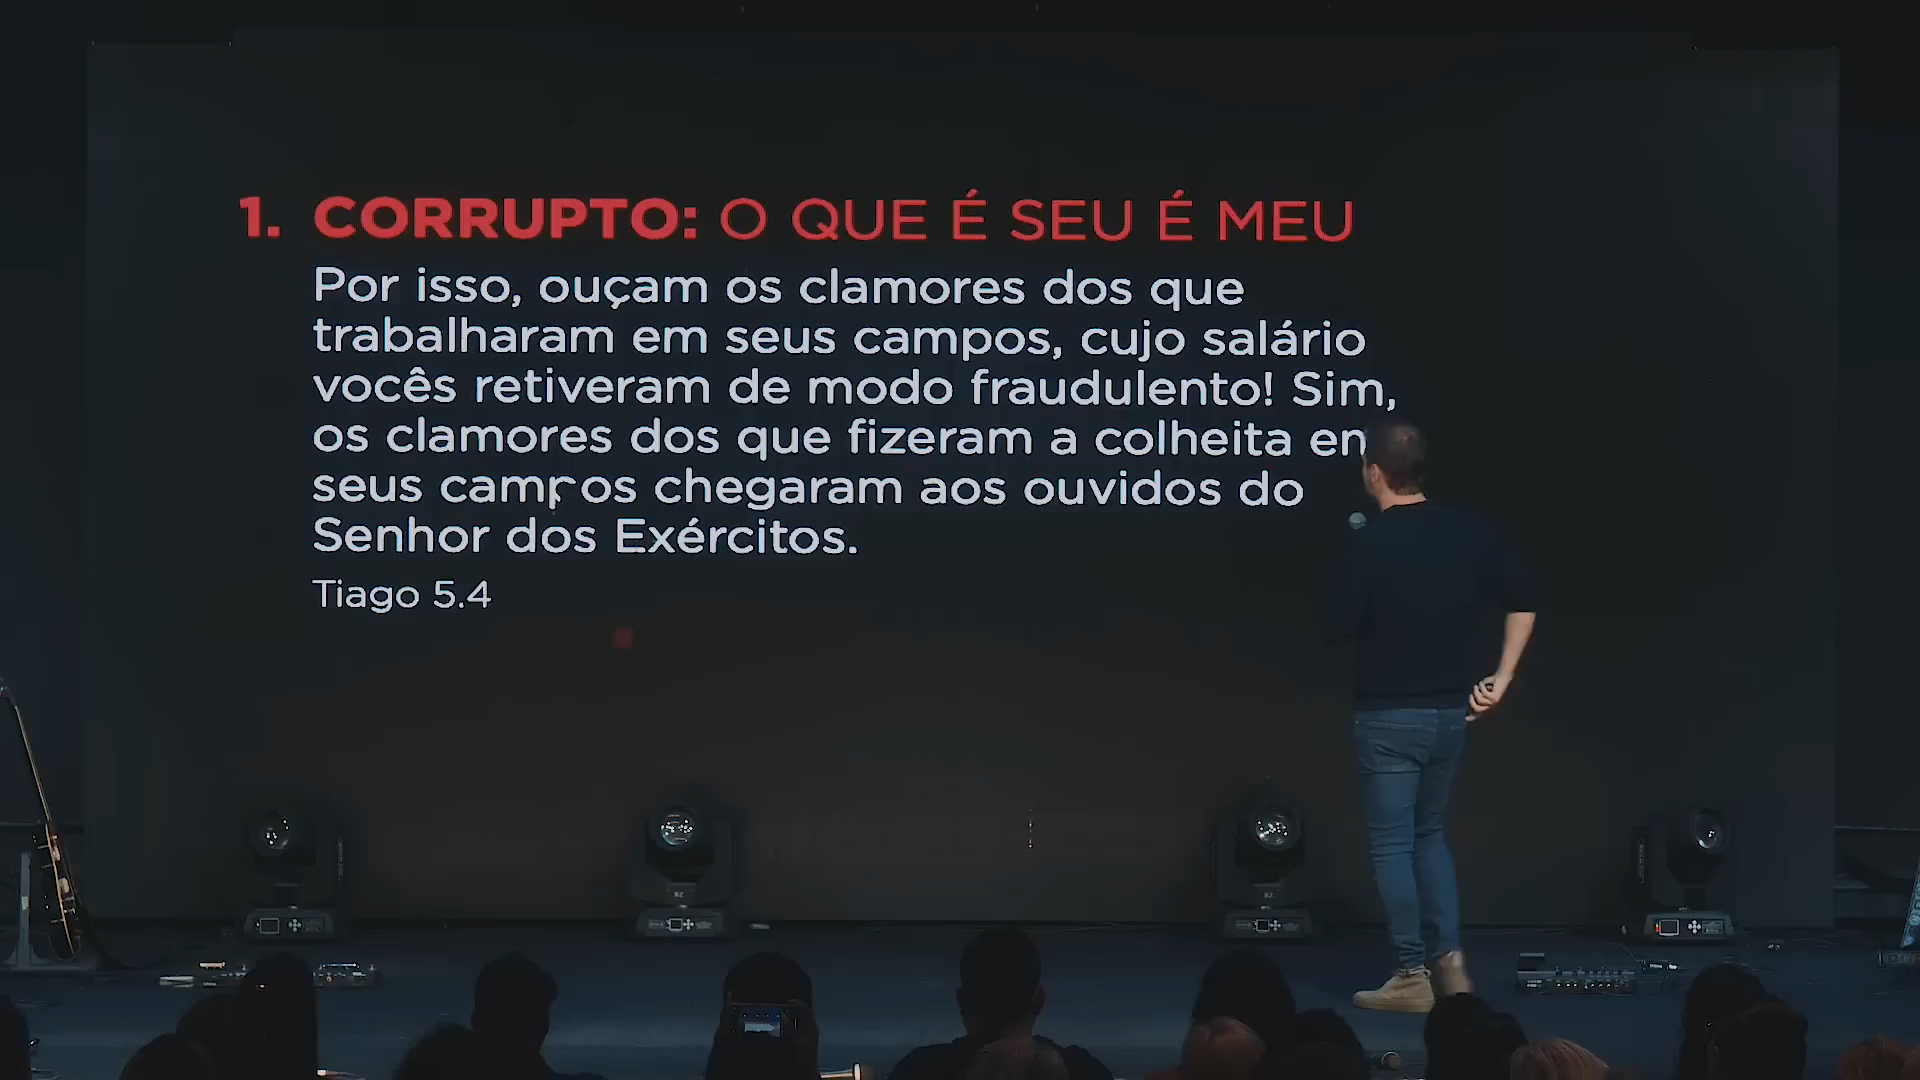 1. CORRUPTO: O QUE É SEU É MEU
Por isso, ouçam os clamores dos que
trabalharam em seus campos, cujo salário
vocês retiveram de modo fraudulento! Sim,
os clamores dos que fizeram a colheita em
seus campos chegaram aos ouvidos do
Senhor dos Exércitos.
Tiago 5.4